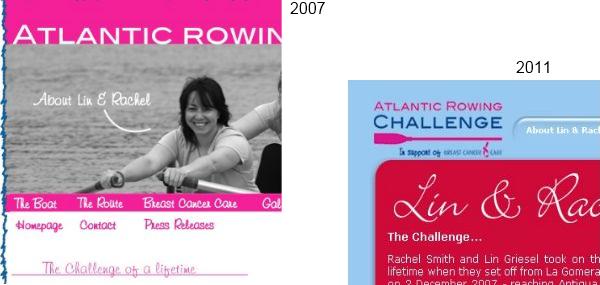 2007
ATLANTIC ROWIN
About Lin & Rachel
The Boat The Route Breast Cancer Care Gal
Homepage Contact Press Releases
The Challenge of a lifetime
2011
ATLANTIC ROWING
CHALLENGE
In support of BREAST CANCER CARE
About Lin & Rach
Lin & Rac
The Challenge...
Rachel Smith and Lin Griesel took on th
lifetime when they set off from La Gomera
on 2 December 2007 - reaching Antigua